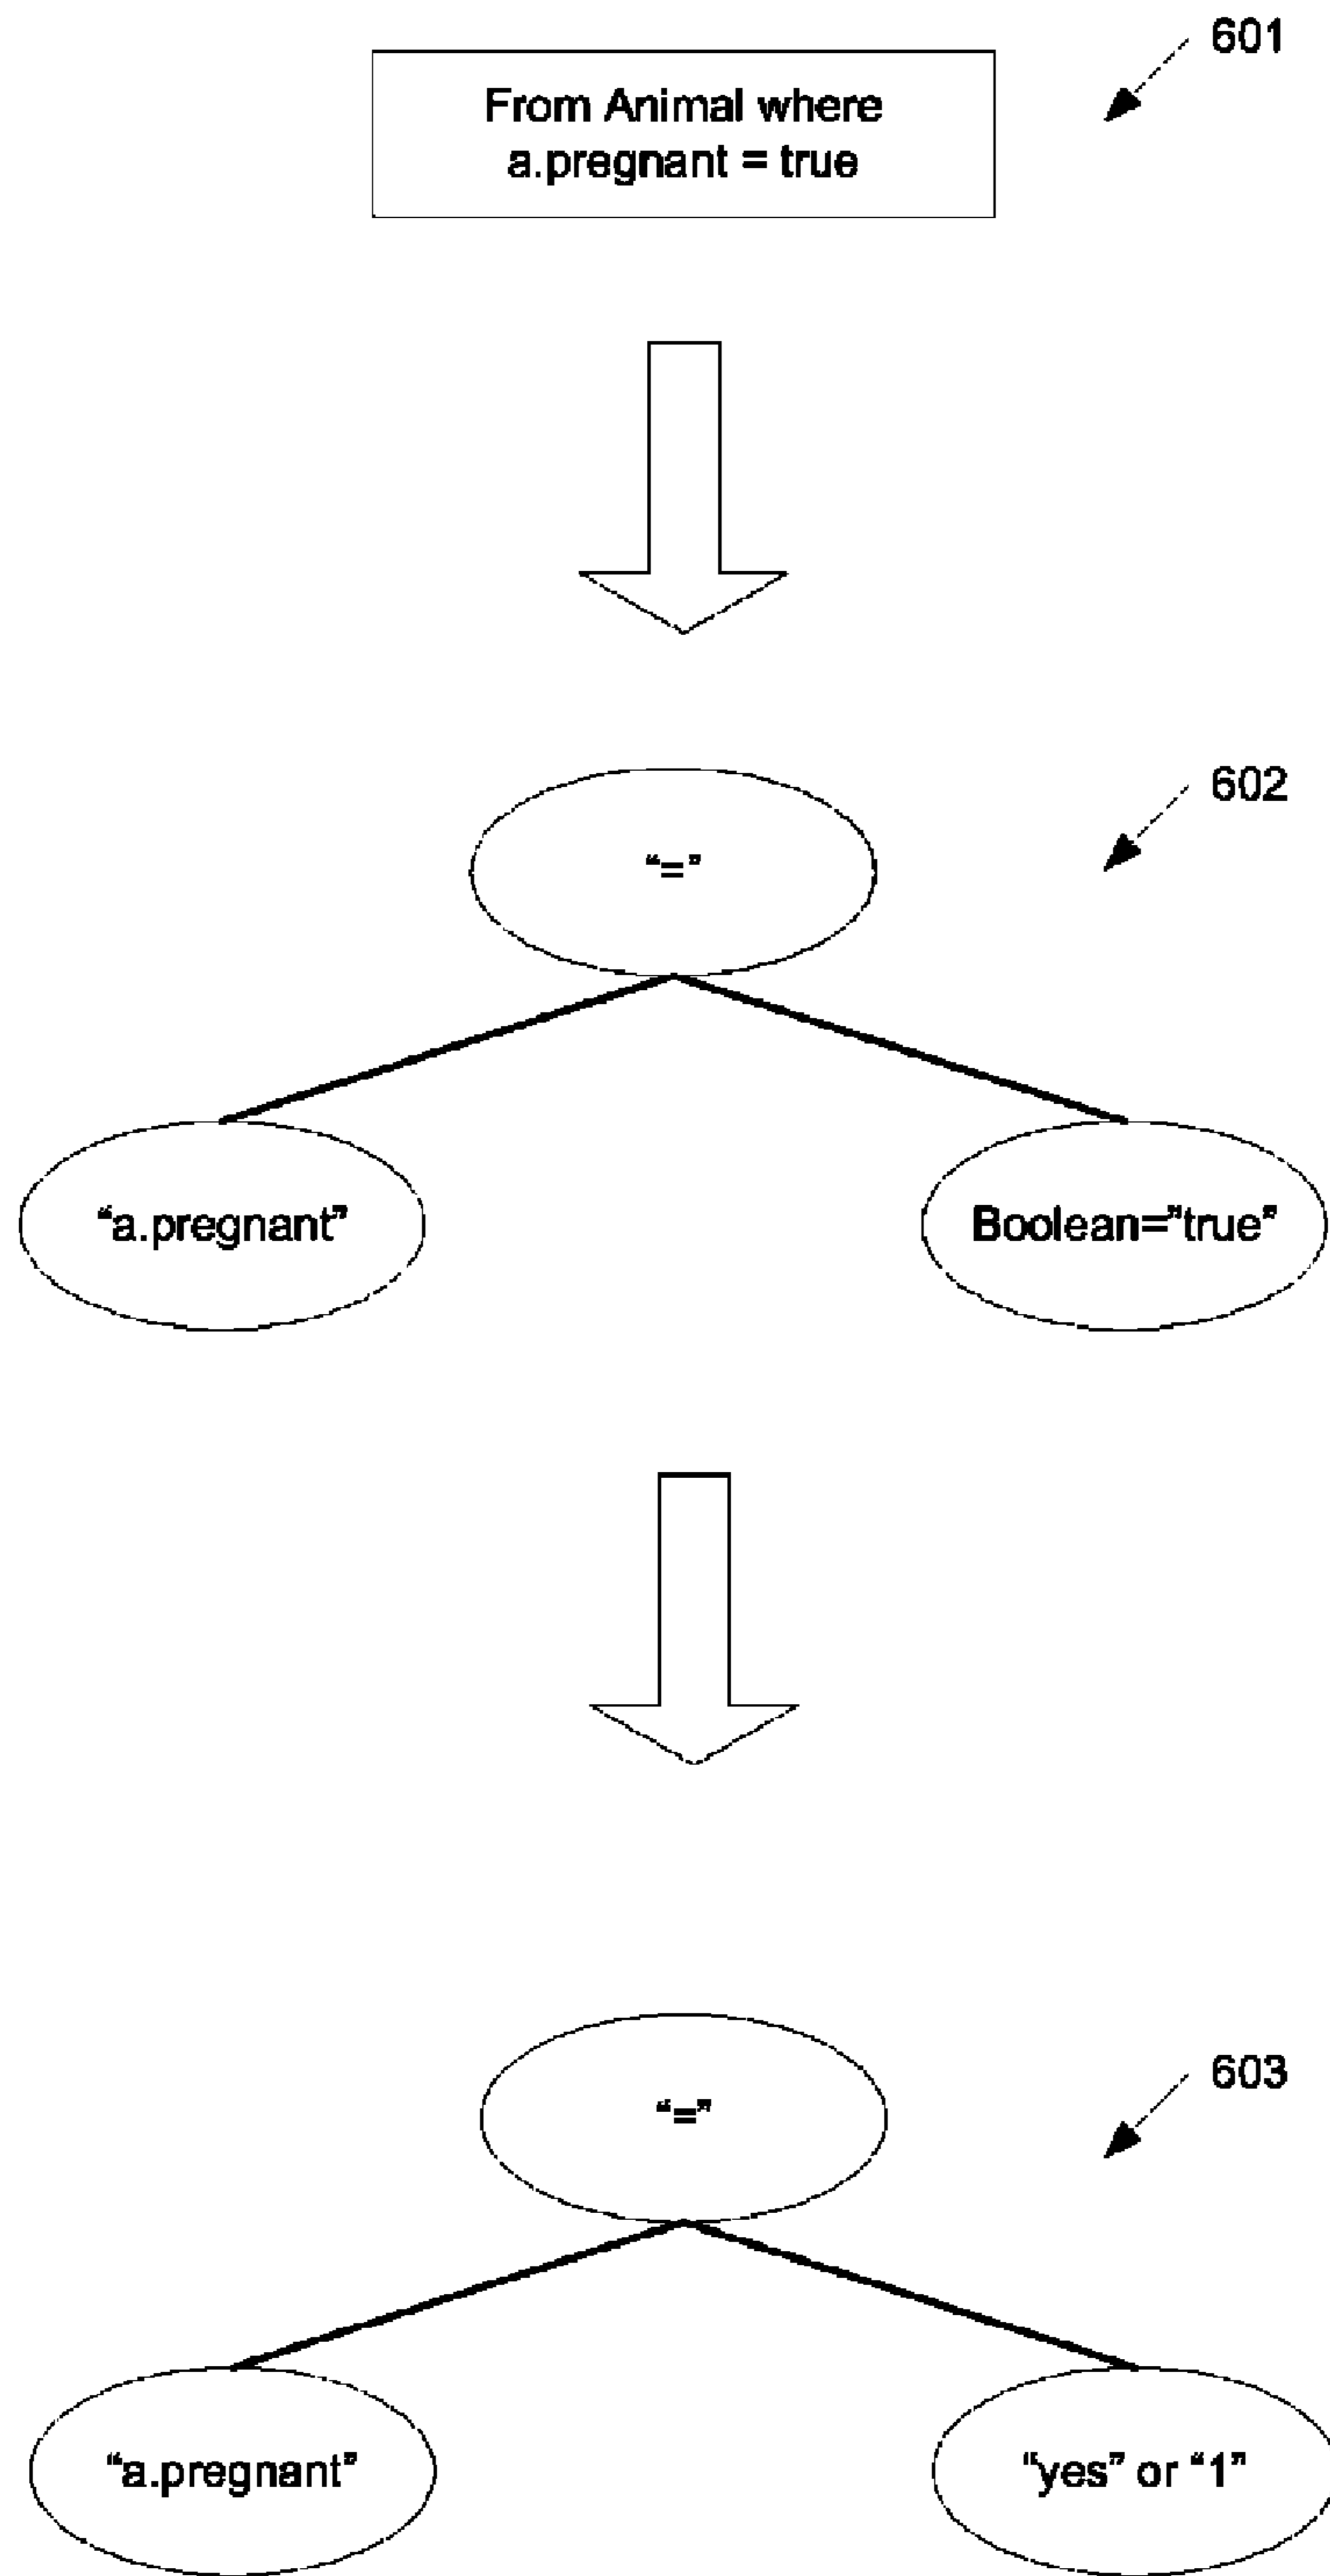 601
From Animal where
a.pregnant = true
602
“=”
“a.pregnant”
Boolean=”true”
603
“=”
“a.pregnant”
“yes” or “1”